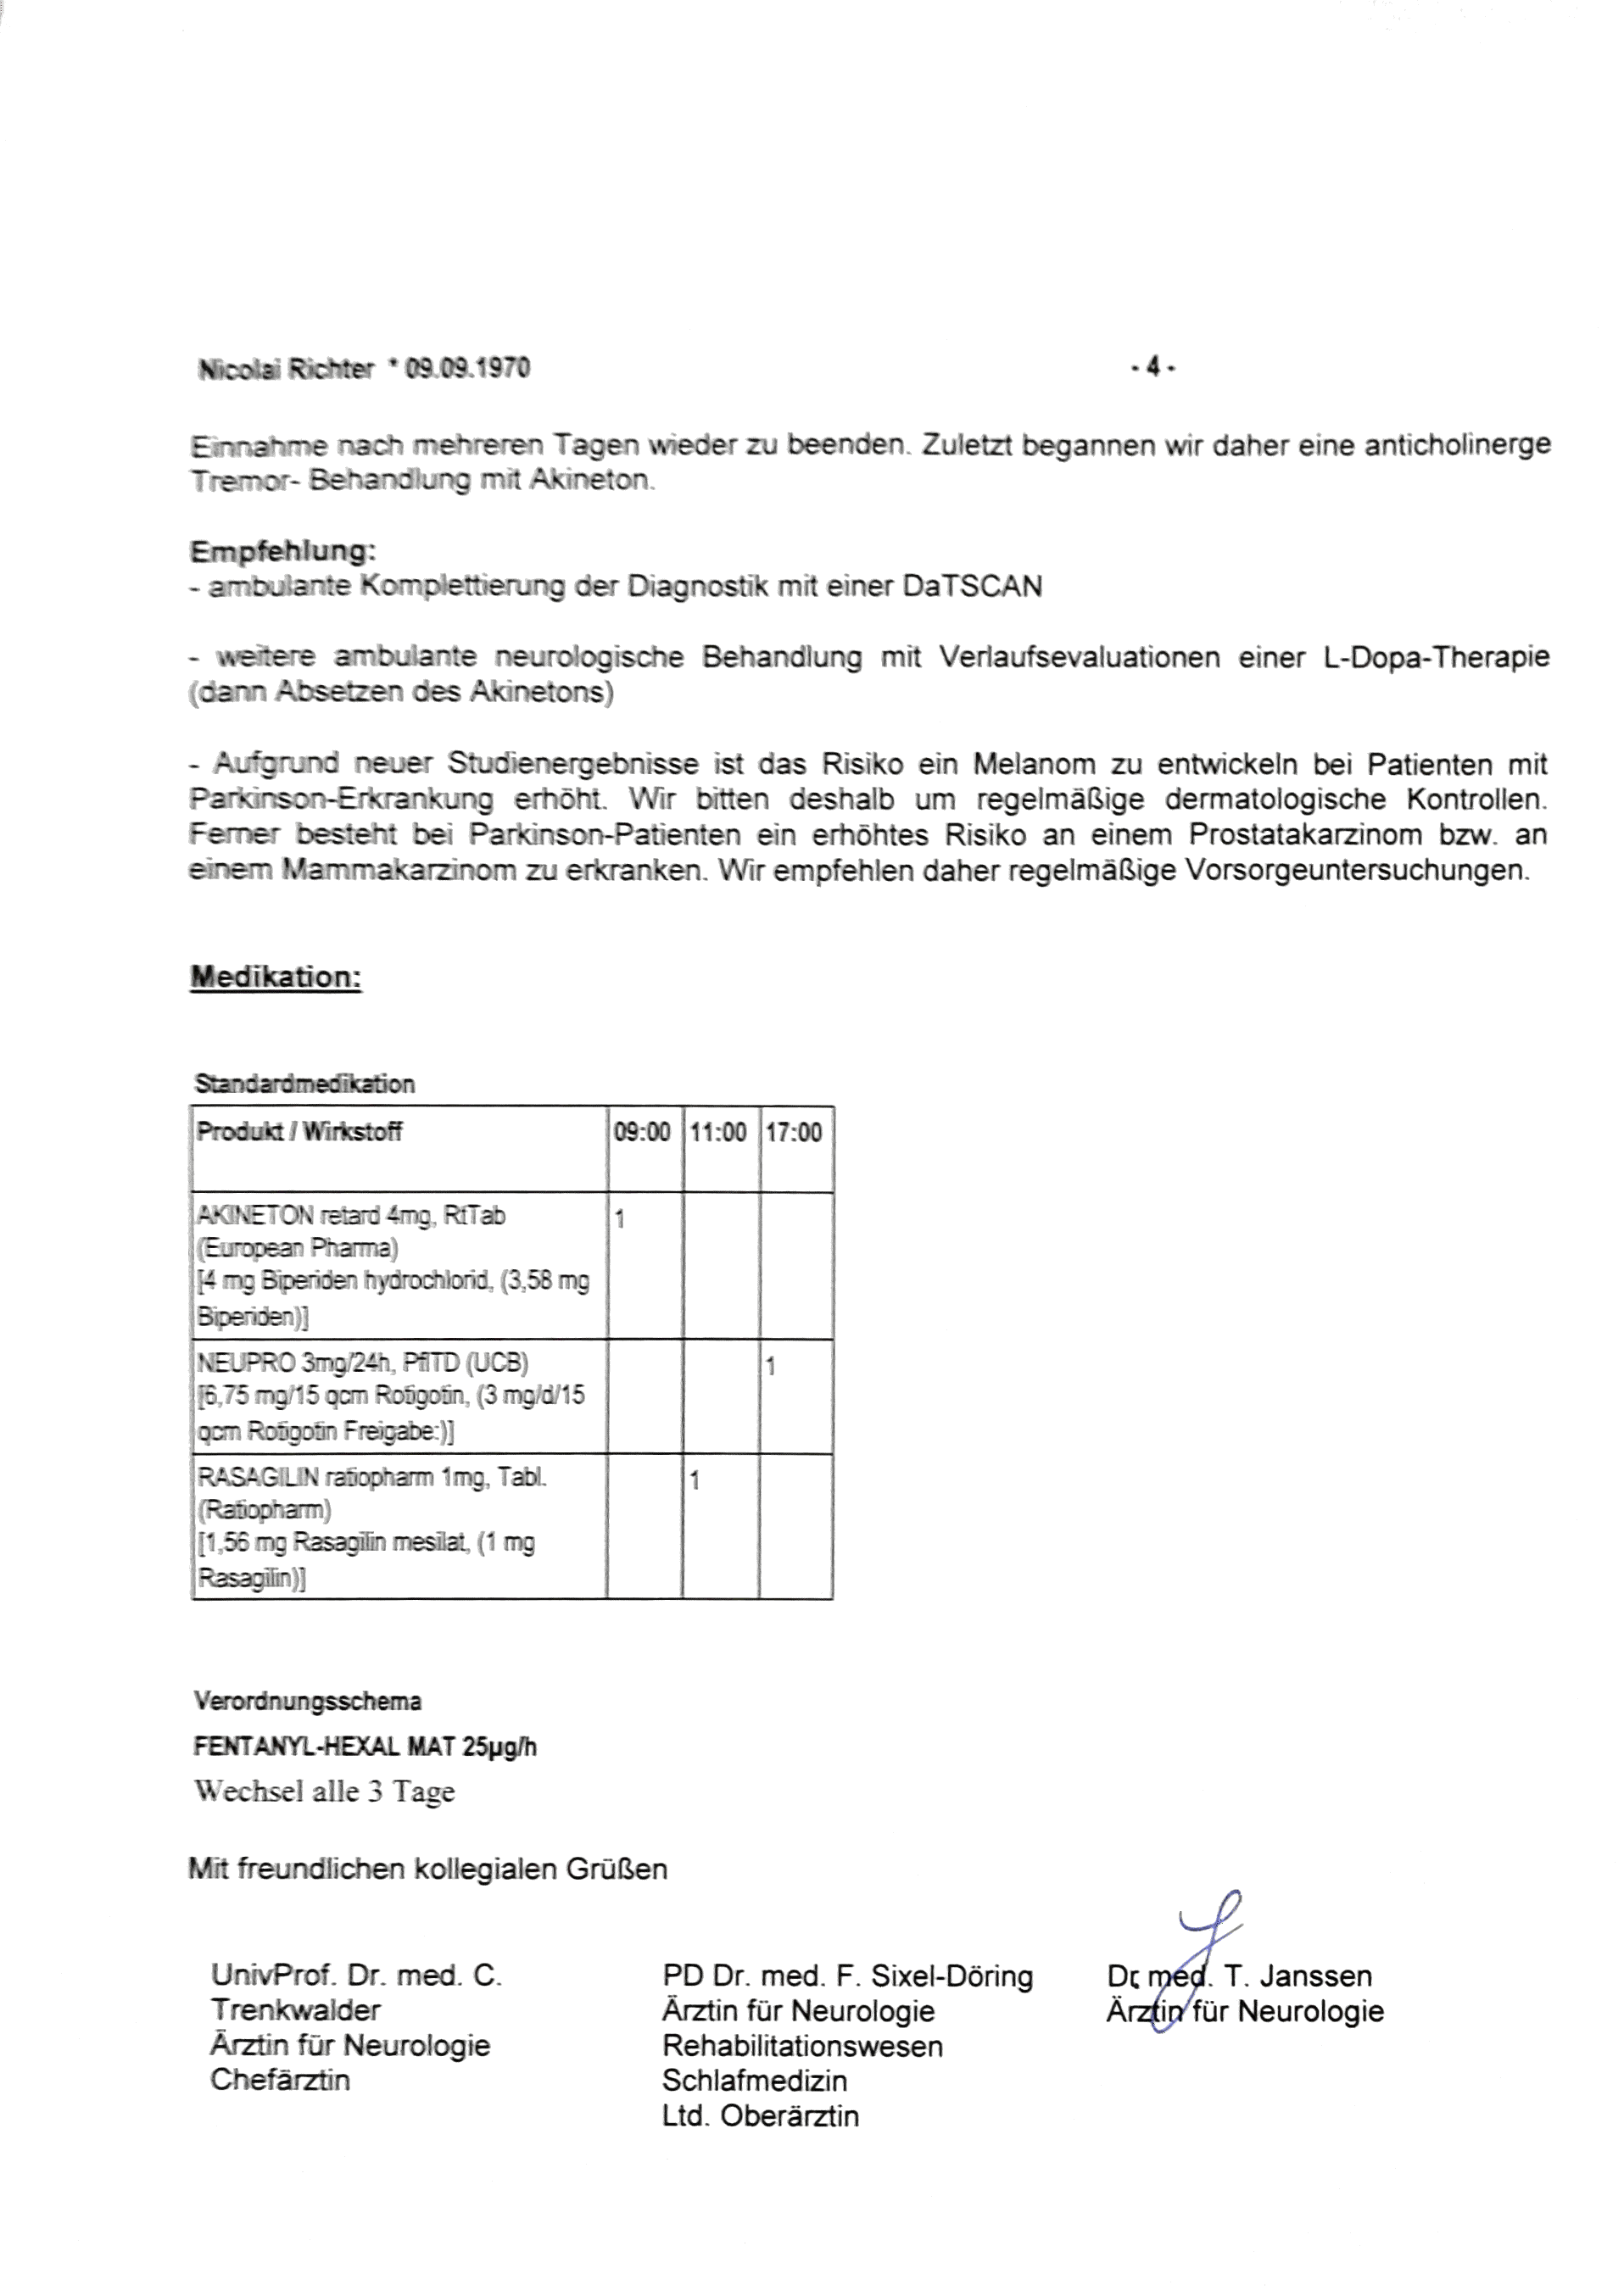 Nicolai Richter * 09.09.1970 - 4 -
Einnahme nach mehreren Tagen wieder zu beenden. Zuletzt begannen wir daher eine anticholinerge
Tremor- Behandlung mit Akineton.
Empfehlung:
- ambulante Komplettierung der Diagnostik mit einer DaTSCAN
- weitere ambulante neurologische Behandlung mit Verlaufsevaluationen einer L-Dopa-Therapie
(dann Absetzen des Akinetons)
- Aufgrund neuer Studienergebnisse ist das Risiko ein Melanom zu entwickeln bei Patienten mit
Parkinson-Erkrankung erhöht. Wir bitten deshalb um regelmäßige dermatologische Kontrollen.
Ferner besteht bei Parkinson-Patienten ein erhöhtes Risiko an einem Prostatakarzinom bzw. an
einem Mammakarzinom zu erkranken. Wir empfehlen daher regelmäßige Vorsorgeuntersuchungen.
Medikation:
Standardmedikation
Produkt / Wirkstoff 09:00 11:00 17:00
AKINETON retard 4mg, RtTab 1
(European Pharma)
[4 mg Biperiden hydrochlorid, (3,58 mg
Biperiden)]
NEUPRO 3mg/24h, PflTD (UCB) 1
[6,75 mg/15 qcm Rotigotin, (3 mg/d/15
qcm Rotigotin Freigabe:)]
RASAGILIN ratiopharm 1mg, Tabl. 1
(Ratiopharm)
[1,56 mg Rasagilin mesilat, (1 mg
Rasagilin)]
Verordnungsschema
FENTANYL-HEXAL MAT 25µg/h
Wechsel alle 3 Tage
Mit freundlichen kollegialen Grüßen
UnivProf. Dr. med. C.
Trenkwalder
Ärztin für Neurologie
Chefärztin
PD Dr. med. F. Sixel-Döring
Ärztin für Neurologie
Rehabilitationswesen
Schlafmedizin
Ltd. Oberärztin
Dr. med. T. Janssen
Ärztin für Neurologie